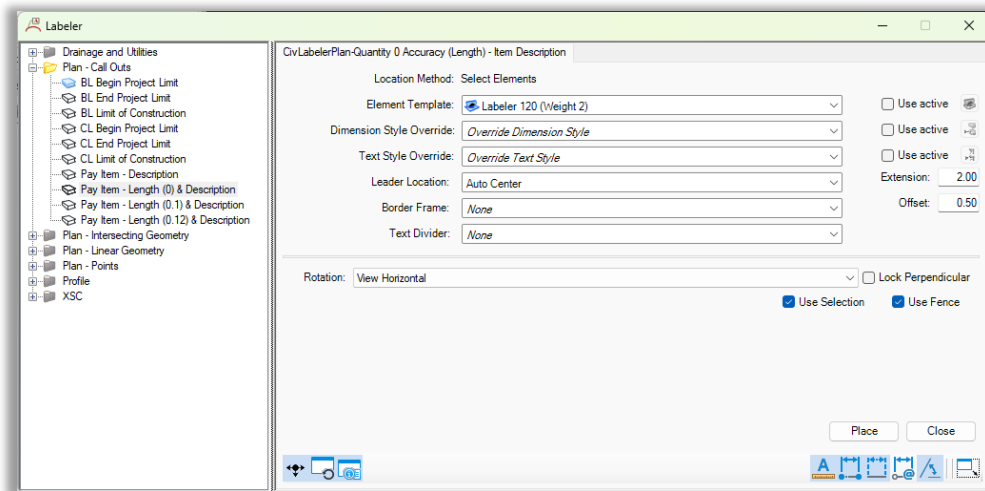 Labeler
Drainage and Utilities
Plan - Call Outs
BL Begin Project Limit
BL End Project Limit
BL Limit of Construction
CL Begin Project Limit
CL End Project Limit
CL Limit of Construction
Pay Item - Description
Pay Item - Length (0) & Description
Pay Item - Length (0.1) & Description
Pay Item - Length (0.12) & Description
Plan - Intersecting Geometry
Plan - Linear Geometry
Plan - Points
Profile
XSC
CivLabelerPlan-Quantity 0 Accuracy (Length) - Item Description
Location Method: Select Elements
Element Template: Labeler 120 (Weight 2) Use active
Dimension Style Override: Override Dimension Style Use active
Text Style Override: Override Text Style Use active
Leader Location: Auto Center Extension: 2.00
Border Frame: None Offset: 0.50
Text Divider: None
Rotation: View Horizontal Lock Perpendicular
Use Selection Use Fence
Place Close